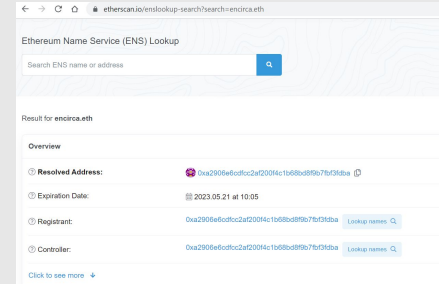 etherscan.io/enslookup-search?search=encirca.eth
Ethereum Name Service (ENS) Lookup
Search ENS name or address
Result for encirca.eth
Overview
Resolved Address: 0xa2906e6cdfcc2af200f4c1b68bd8f9b7fbf3fdba
Expiration Date: 2023.05.21 at 10:05
Registrant: 0xa2906e6cdfcc2af200f4c1b68bd8f9b7fbf3fdba Lookup names
Controller: 0xa2906e6cdfcc2af200f4c1b68bd8f9b7fbf3fdba Lookup names
Click to see more